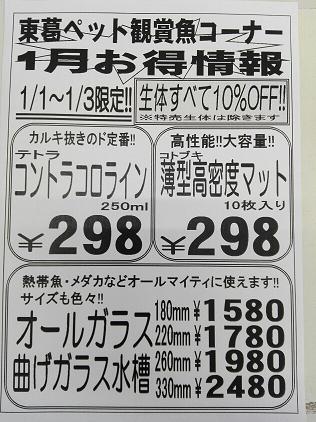 東葛ペット観賞魚コーナー
1月お得情報
1/1～1/3限定!!
生体すべて10%OFF!!
※特売生体は除きます
カルキ抜きのド定番!!
テトラ
コントラコロライン
250ml
¥298
高性能!!大容量!!
コトブキ
薄型高密度マット
10枚入り
¥298
熱帯魚・メダカなどオールマイティに使えます!!
サイズも色々!!
オールガラス
曲げガラス水槽
180mm ¥1580
220mm ¥1780
260mm ¥1980
330mm ¥2480